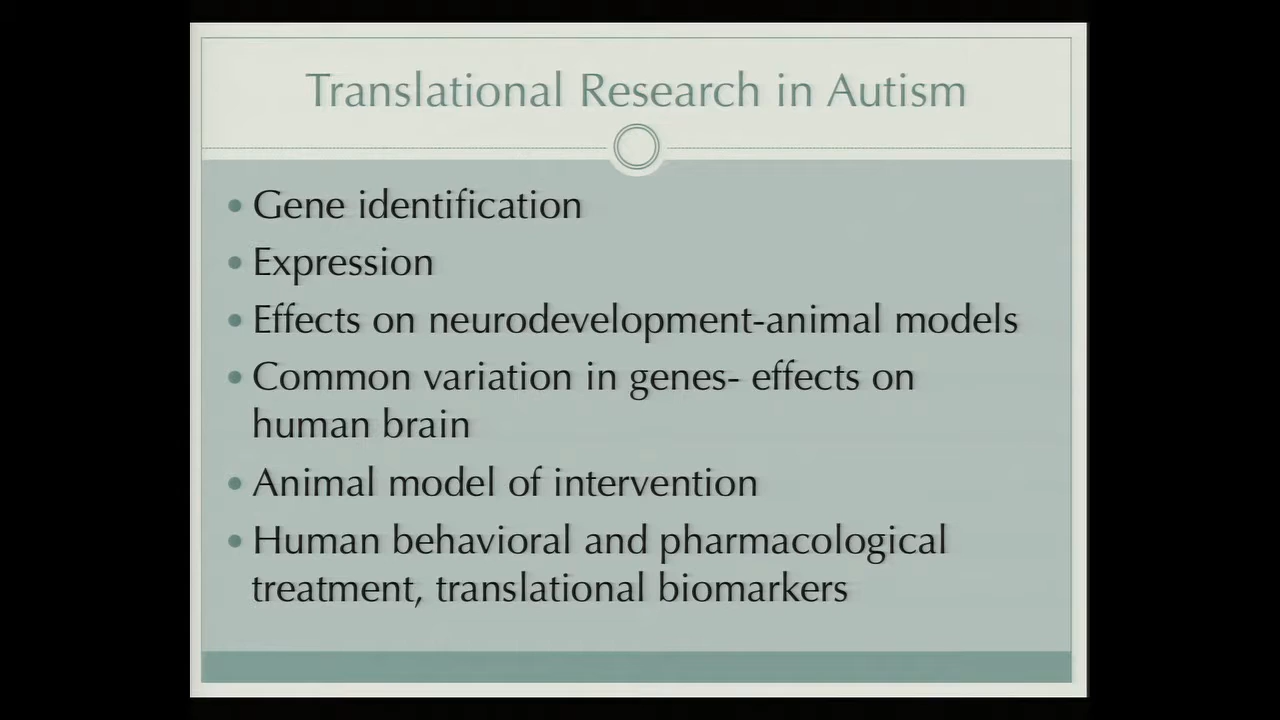 Translational Research in Autism
• Gene identification
• Expression
• Effects on neurodevelopment-animal models
• Common variation in genes- effects on
human brain
• Animal model of intervention
• Human behavioral and pharmacological
treatment, translational biomarkers